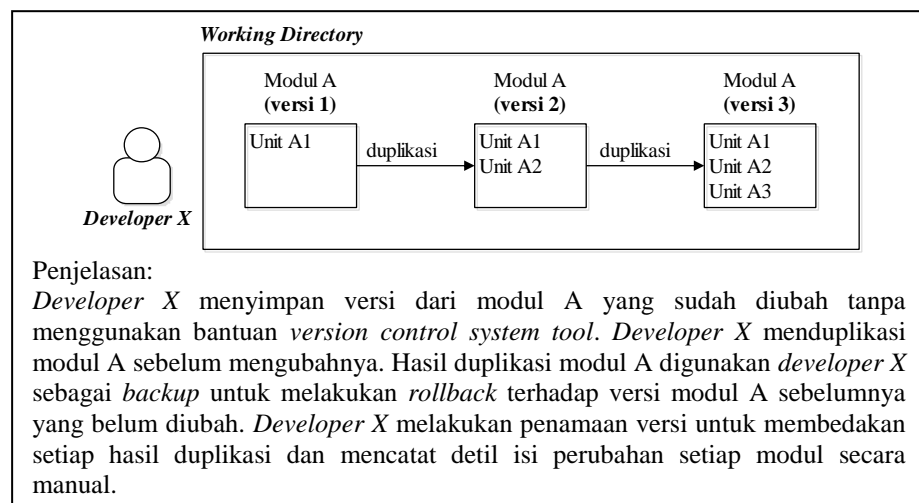 Working Directory
Modul A
(versi 1)
Modul A
(versi 2)
Modul A
(versi 3)
Unit A1
duplikasi
Unit A1
Unit A2
duplikasi
Unit A1
Unit A2
Unit A3
Developer X
Penjelasan:
Developer X menyimpan versi dari modul A yang sudah diubah tanpa
menggunakan bantuan version control system tool. Developer X menduplikasi
modul A sebelum mengubahnya. Hasil duplikasi modul A digunakan developer X
sebagai backup untuk melakukan rollback terhadap versi modul A sebelumnya
yang belum diubah. Developer X melakukan penamaan versi untuk membedakan
setiap hasil duplikasi dan mencatat detil isi perubahan setiap modul secara
manual.